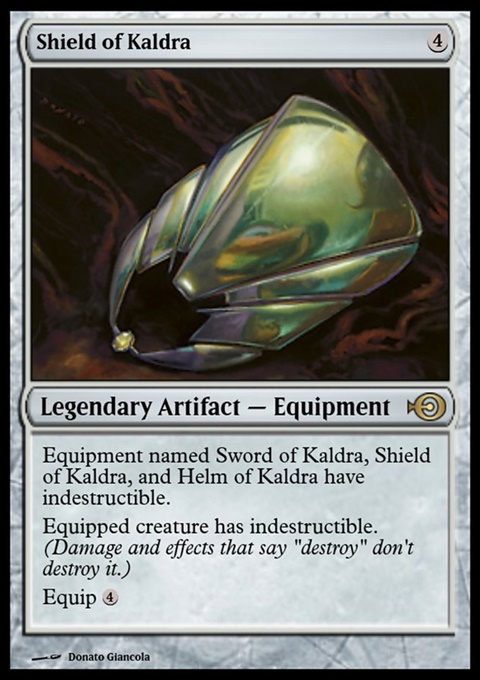 Shield of Kaldra 4
Legendary Artifact — Equipment
Equipment named Sword of Kaldra, Shield
of Kaldra, and Helm of Kaldra have
indestructible.
Equipped creature has indestructible.
(Damage and effects that say "destroy" don't
destroy it.)
Equip 4
Donato Giancola